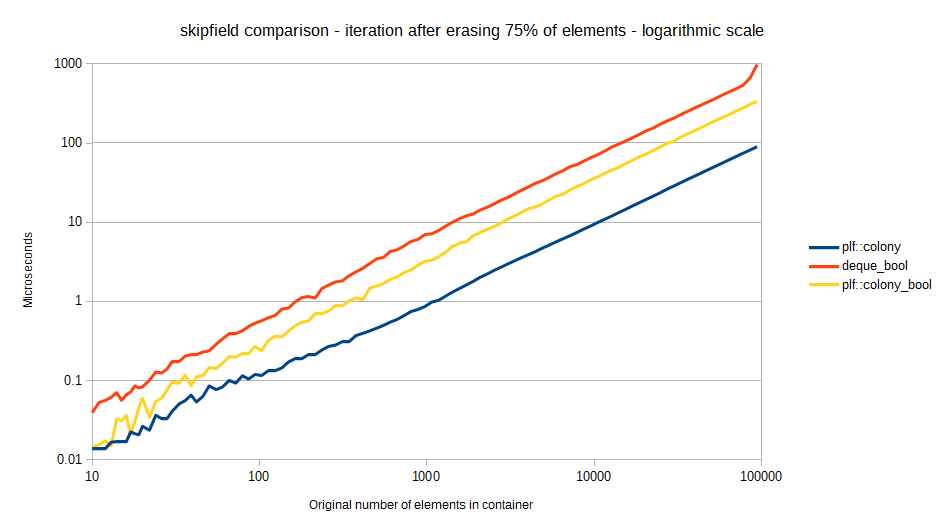 skipfield comparison - iteration after erasing 75% of elements - logarithmic scale
1000
100
10
1
0.1
0.01
Microseconds
10
100
1000
10000
100000
Original number of elements in container
plf::colony
deque_bool
plf::colony_bool